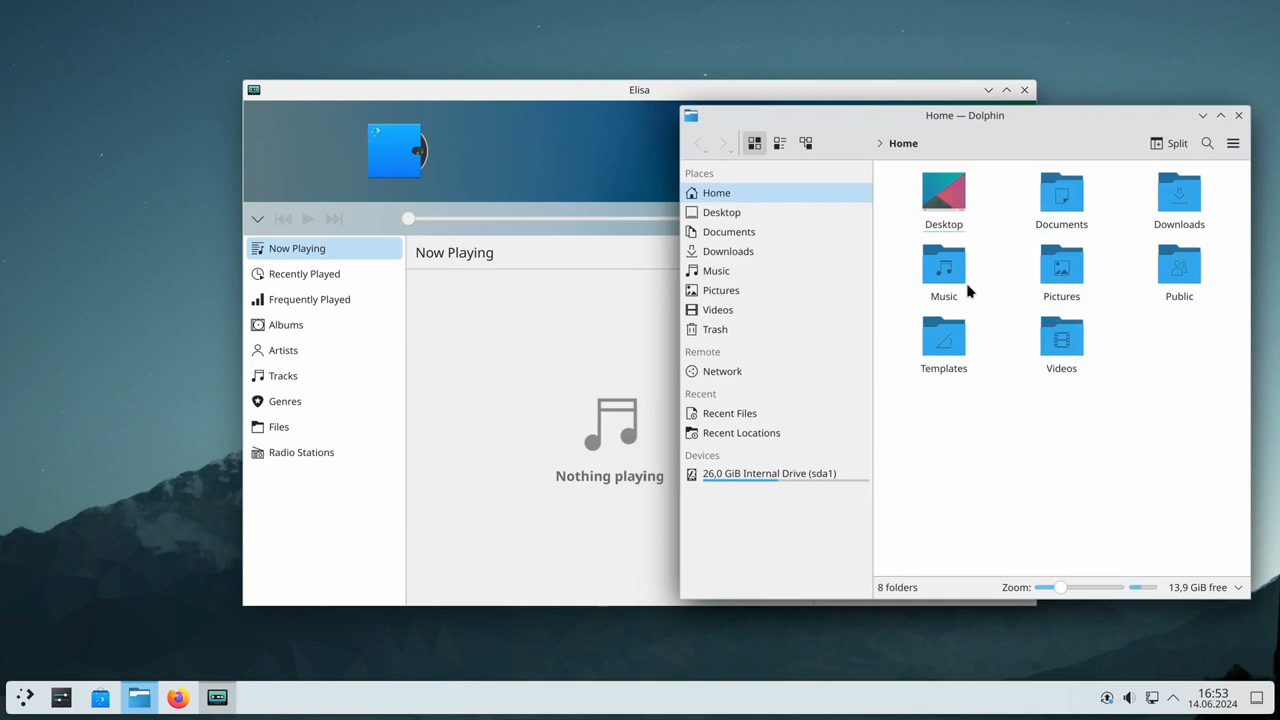 Elisa
Now Playing
Recently Played
Frequently Played
Albums
Artists
Tracks
Genres
Files
Radio Stations
Now Playing
Nothing playing
Home — Dolphin
Home
Split
Places
Home
Desktop
Documents
Downloads
Music
Pictures
Videos
Trash
Remote
Network
Recent
Recent Files
Recent Locations
Devices
26,0 GiB Internal Drive (sda1)
Desktop
Documents
Downloads
Music
Pictures
Public
Templates
Videos
8 folders
Zoom:
13,9 GiB free
16:53
14.06.2024